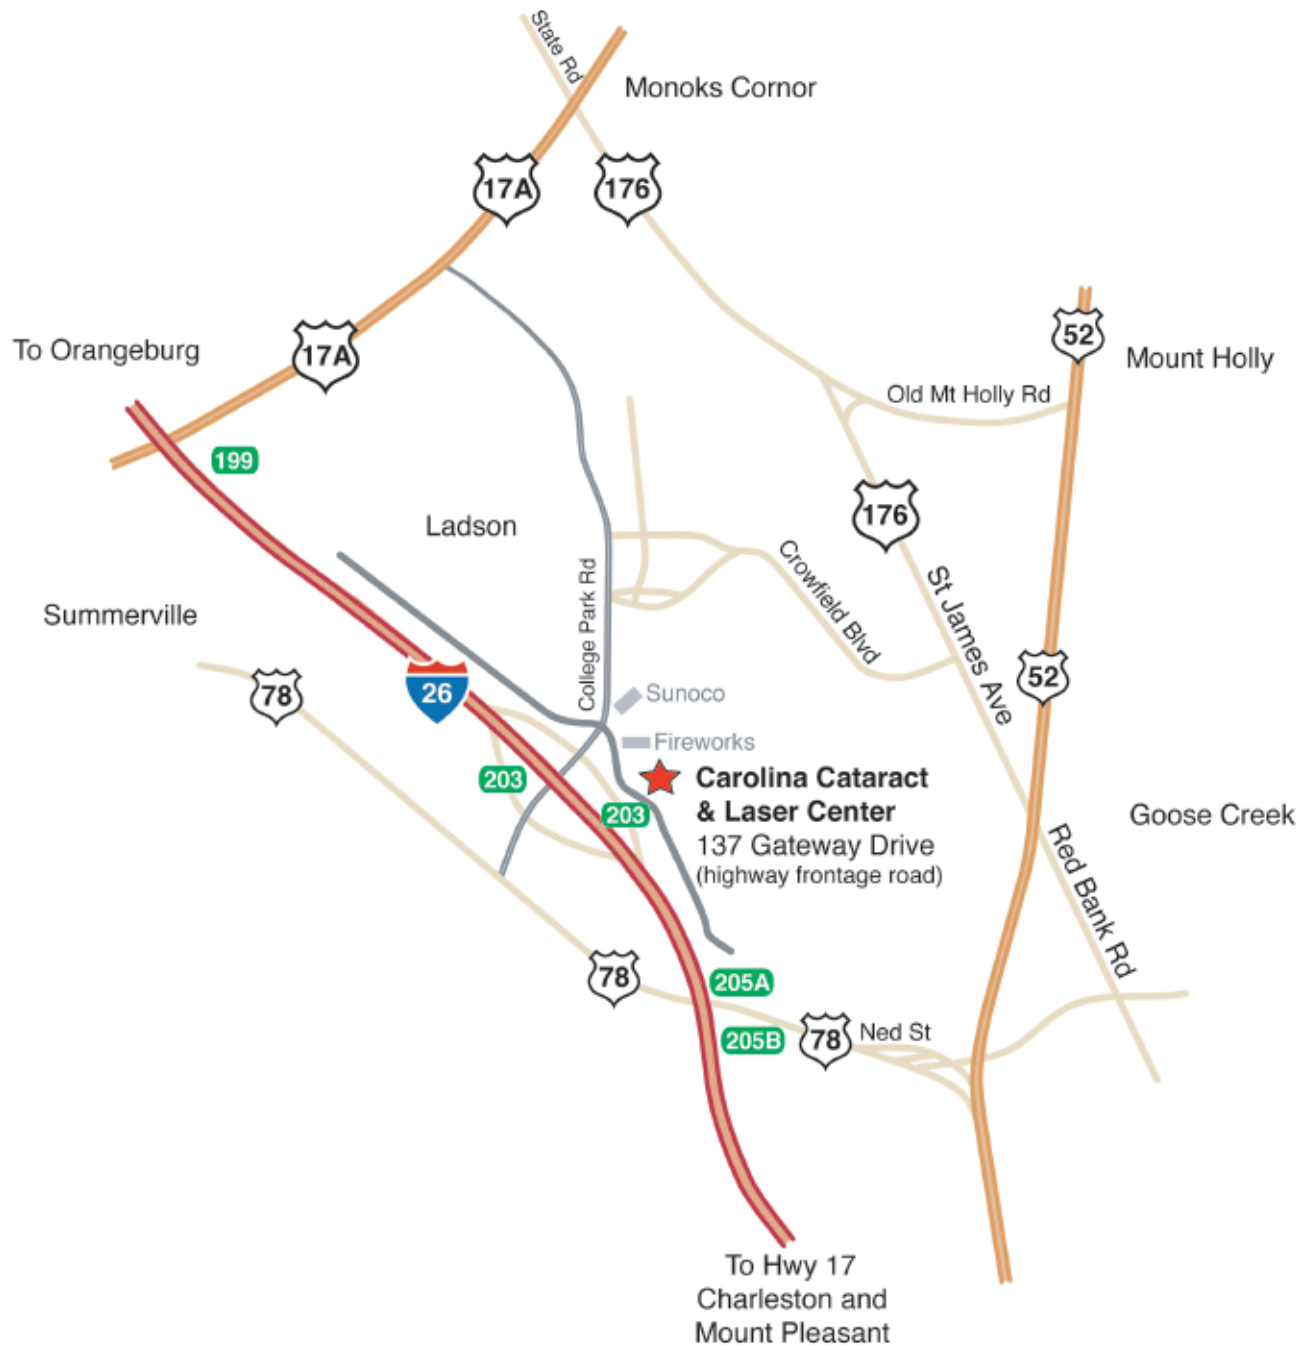 State Rd
Monoks Cornor
17A
176
52
To Orangeburg
17A
Mount Holly
Old Mt Holly Rd
199
176
Ladson
Crowfield Blvd
College Park Rd
St James Ave
Summerville
78
26
52
Sunoco
Fireworks
203
Carolina Cataract
& Laser Center
203
137 Gateway Drive
(highway frontage road)
Goose Creek
Red Bank Rd
78
205A
205B
78
Ned St
To Hwy 17
Charleston and
Mount Pleasant